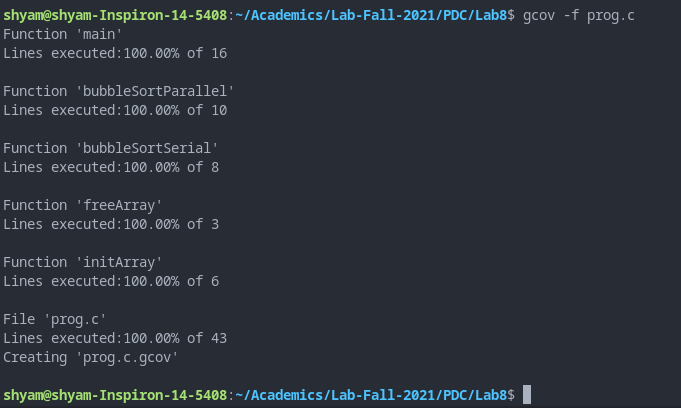 shyam@shyam-Inspiron-14-5408:~/Academics/Lab-Fall-2021/PDC/Lab8$ gcov -f prog.c
Function 'main'
Lines executed:100.00% of 16
Function 'bubbleSortParallel'
Lines executed:100.00% of 10
Function 'bubbleSortSerial'
Lines executed:100.00% of 8
Function 'freeArray'
Lines executed:100.00% of 3
Function 'initArray'
Lines executed:100.00% of 6
File 'prog.c'
Lines executed:100.00% of 43
Creating 'prog.c.gcov'
shyam@shyam-Inspiron-14-5408:~/Academics/Lab-Fall-2021/PDC/Lab8$